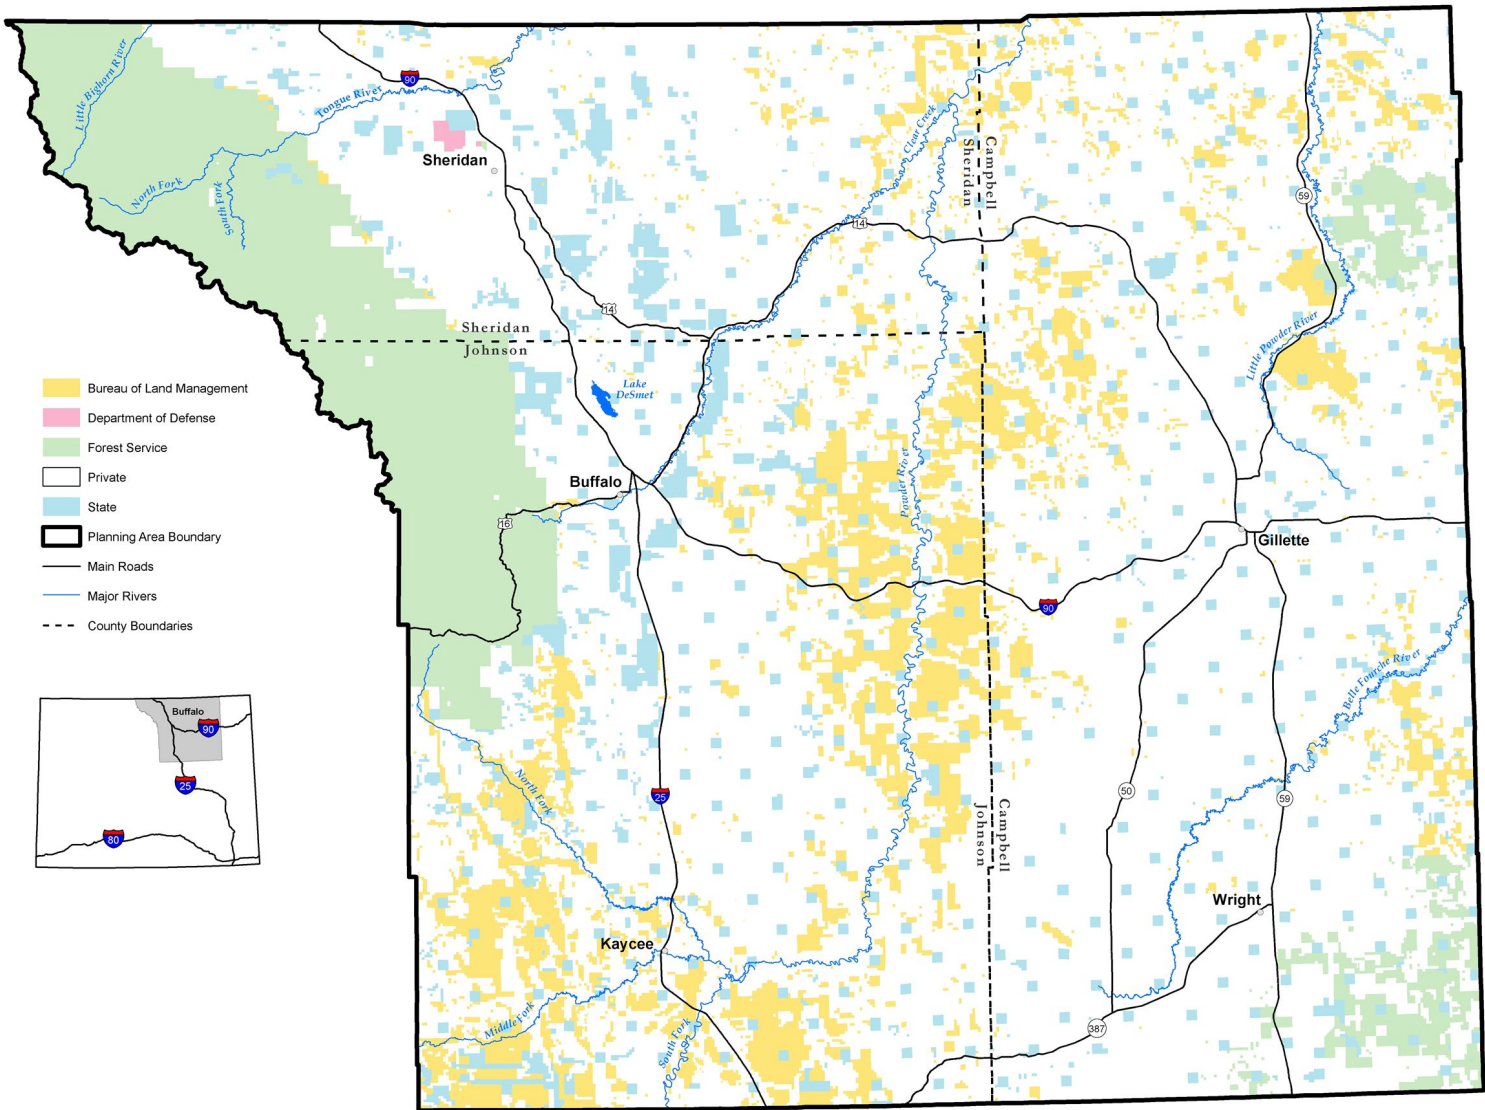 Little Bighorn River
90
Tongue River
Sheridan
North Fork
South Fork
Clear Creek
Campbell
Sheridan
59
14
14
Sheridan
Johnson
Little Powder River
Lake
DeSmet
Bureau of Land Management
Department of Defense
Forest Service
Private
State
Planning Area Boundary
Main Roads
Major Rivers
County Boundaries
Powder River
Buffalo
16
Gillette
90
Belle Fourche River
Buffalo
90
25
80
North Fork
25
50
59
Campbell
Johnson
Wright
Kaycee
Middle Fork
South Fork
387